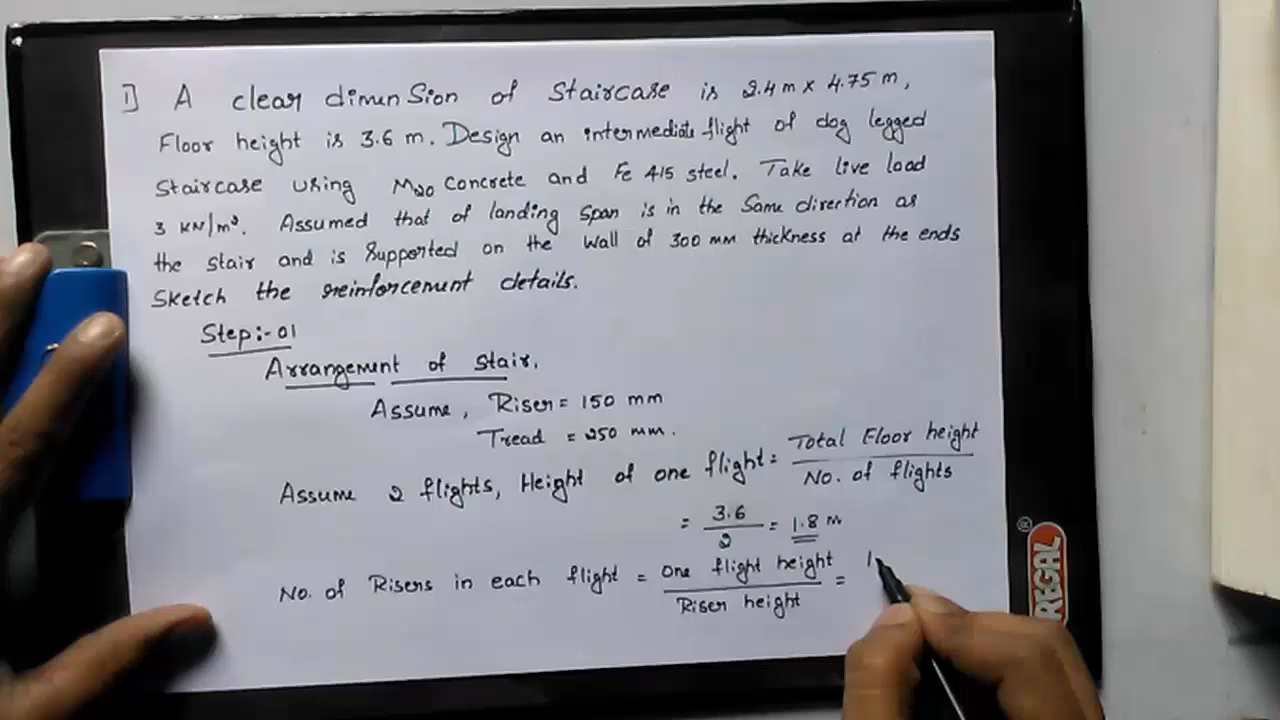 1] A clear dimension of Staircase is 2.4 m x 4.75 m,
Floor height is 3.6 m. Design an intermediate flight of dog legged
Staircase using M20 Concrete and Fe 415 steel. Take live load
3 KN/m². Assumed that of landing span is in the Same direction as
the stair and is Supported on the wall of 300 mm thickness at the ends
Sketch the reinforcement details.
Step:-01
Arrangement of Stair.
Assume, Riser = 150 mm
Tread = 250 mm.
Assume 2 flights, Height of one flight = Total Floor height / No. of flights
= 3.6 / 2 = 1.8 m
No. of Risers in each flight = One flight height / Riser height = 1
REGAL®